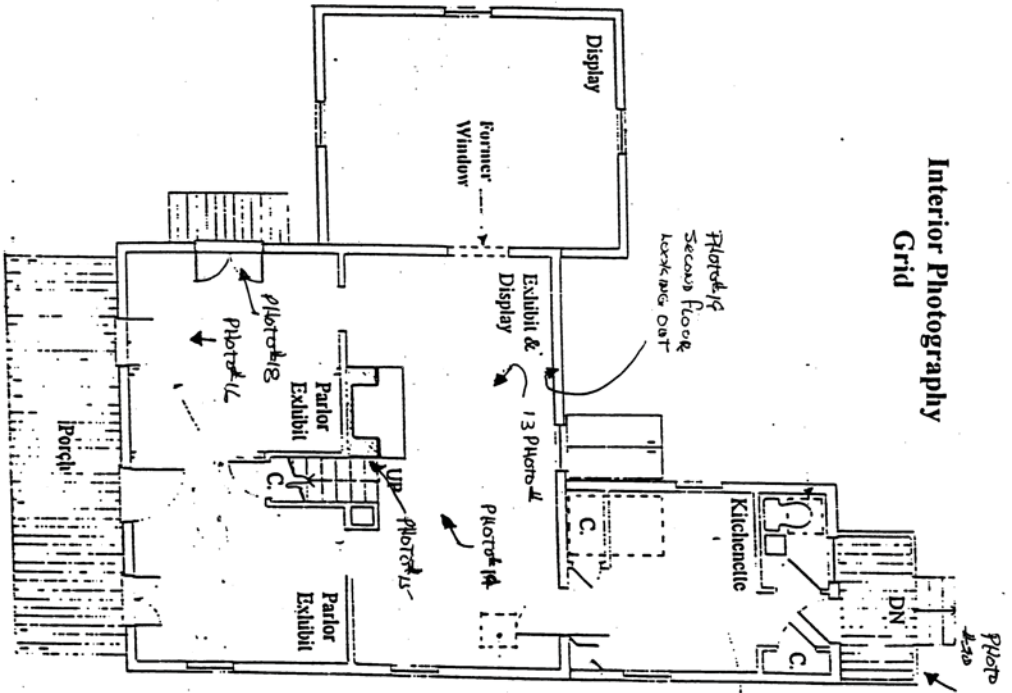 Interior Photography
Grid
Display
Former
Window
PHoto#19
SECOND FLOOR
LOOKING OUT
Exhibit &
Display
13 PHoto#
PHoto#18
PHoto#16
Parlor
Exhibit
UP
C.
PHoto#15
PHoto#14
Porch
Parlor
Exhibit
Kitchenette
C.
C.
DN
PHOTO
#20